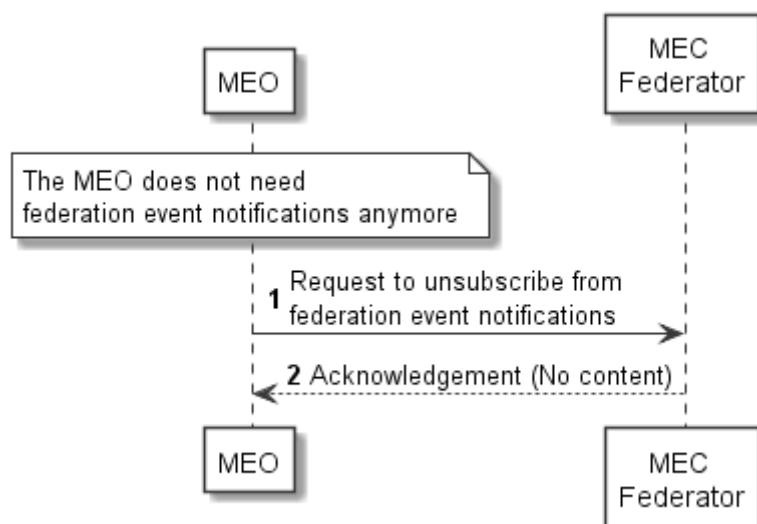 MEO
MEC
Federator
The MEO does not need
federation event notifications anymore
1 Request to unsubscribe from
federation event notifications
2 Acknowledgement (No content)
MEO
MEC
Federator